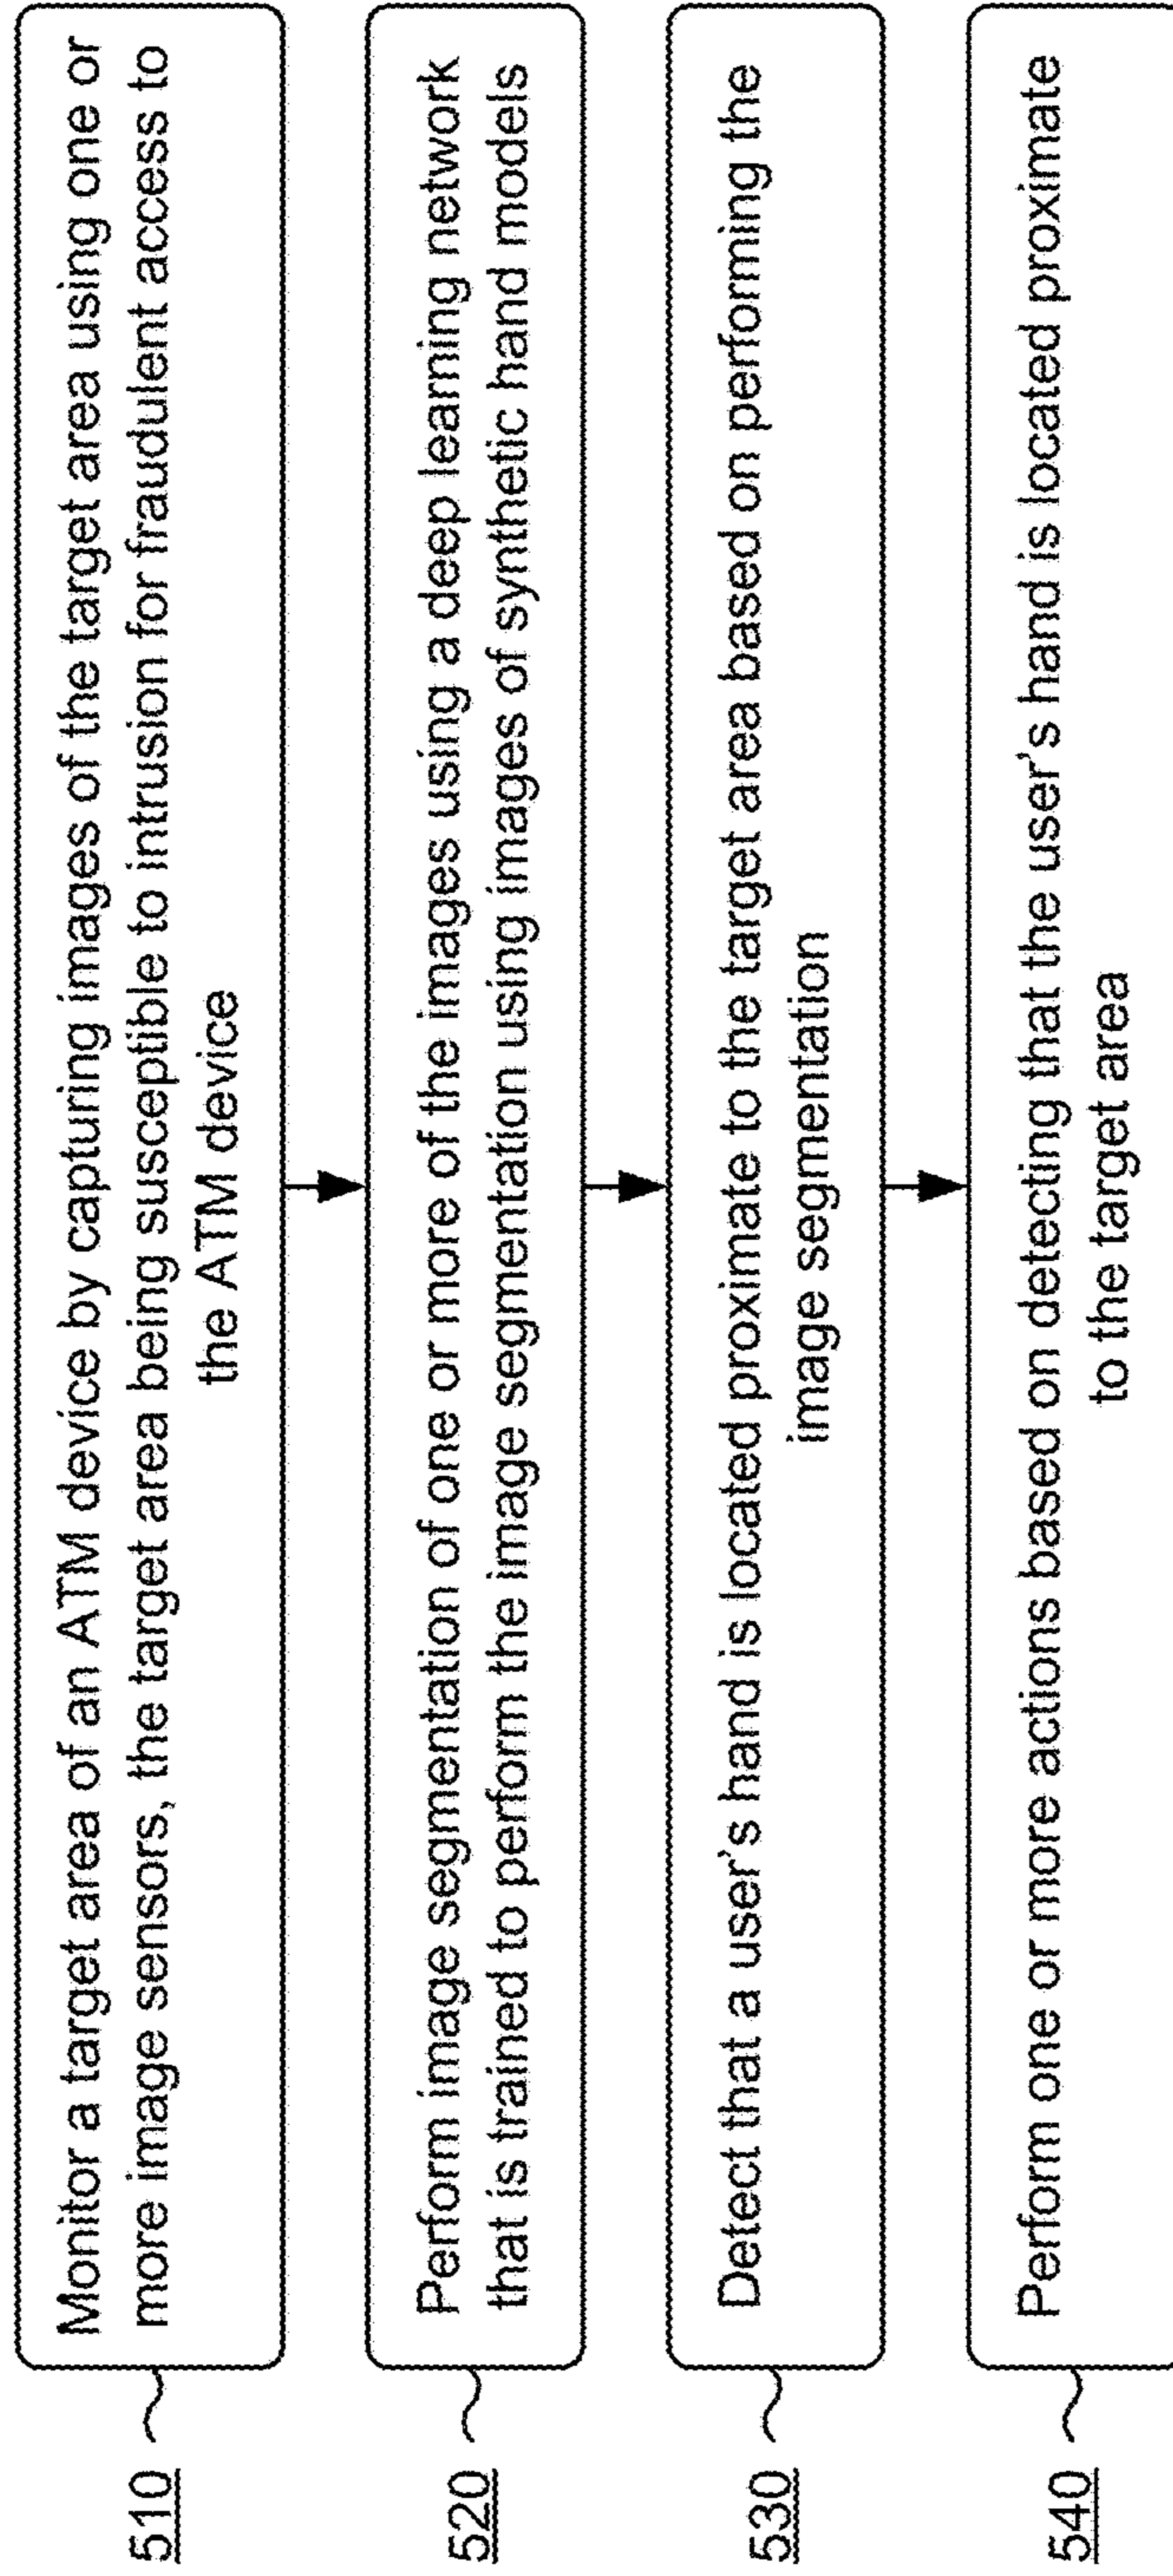 510
Monitor a target area of an ATM device by capturing images of the target area using one or
more image sensors, the target area being susceptible to intrusion for fraudulent access to
the ATM device
520
Perform image segmentation of one or more of the images using a deep learning network
that is trained to perform the image segmentation using images of synthetic hand models
530
Detect that a user's hand is located proximate to the target area based on performing the
image segmentation
540
Perform one or more actions based on detecting that the user's hand is located proximate
to the target area